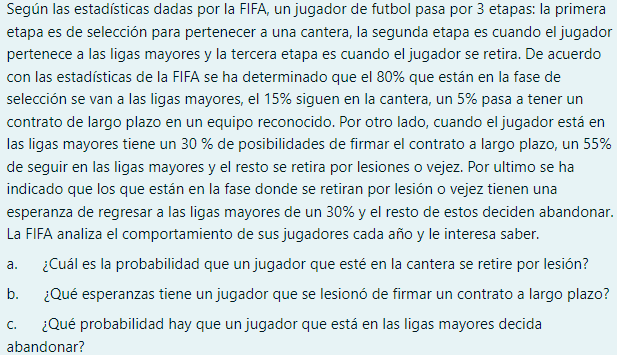 Según las estadísticas dadas por la FIFA, un jugador de futbol pasa por 3 etapas: la primera
etapa es de selección para pertenecer a una cantera, la segunda etapa es cuando el jugador
pertenece a las ligas mayores y la tercera etapa es cuando el jugador se retira. De acuerdo
con las estadísticas de la FIFA se ha determinado que el 80% que están en la fase de
selección se van a las ligas mayores, el 15% siguen en la cantera, un 5% pasa a tener un
contrato de largo plazo en un equipo reconocido. Por otro lado, cuando el jugador está en
las ligas mayores tiene un 30 % de posibilidades de firmar el contrato a largo plazo, un 55%
de seguir en las ligas mayores y el resto se retira por lesiones o vejez. Por ultimo se ha
indicado que los que están en la fase donde se retiran por lesión o vejez tienen una
esperanza de regresar a las ligas mayores de un 30% y el resto de estos deciden abandonar.
La FIFA analiza el comportamiento de sus jugadores cada año y le interesa saber.
a. ¿Cuál es la probabilidad que un jugador que esté en la cantera se retire por lesión?
b. ¿Qué esperanzas tiene un jugador que se lesionó de firmar un contrato a largo plazo?
c. ¿Qué probabilidad hay que un jugador que está en las ligas mayores decida
abandonar?